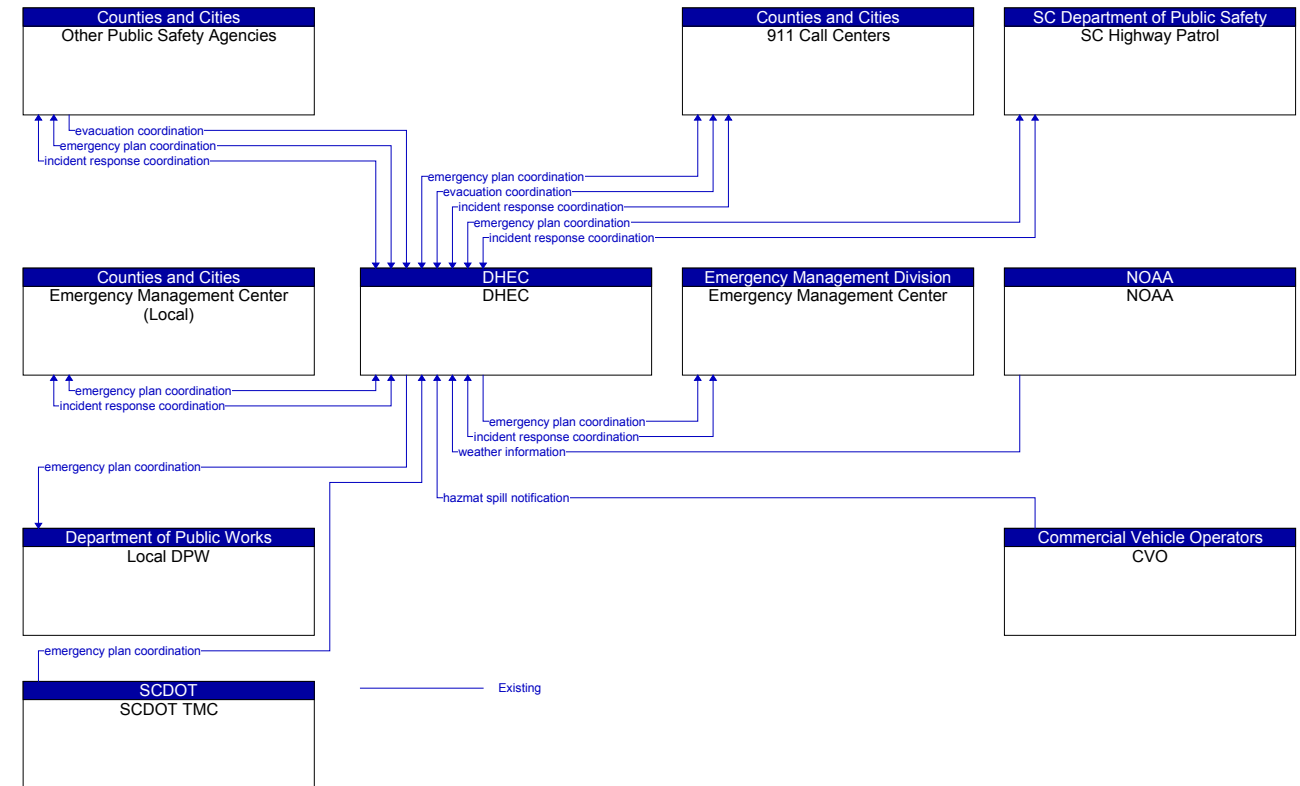 Counties and Cities
Other Public Safety Agencies
Counties and Cities
911 Call Centers
SC Department of Public Safety
SC Highway Patrol
evacuation coordination
emergency plan coordination
incident response coordination
emergency plan coordination
evacuation coordination
incident response coordination
emergency plan coordination
incident response coordination
Counties and Cities
Emergency Management Center
(Local)
DHEC
DHEC
Emergency Management Division
Emergency Management Center
NOAA
NOAA
emergency plan coordination
incident response coordination
emergency plan coordination
incident response coordination
weather information
emergency plan coordination
hazmat spill notification
Department of Public Works
Local DPW
Commercial Vehicle Operators
CVO
emergency plan coordination
SCDOT
SCDOT TMC
Existing